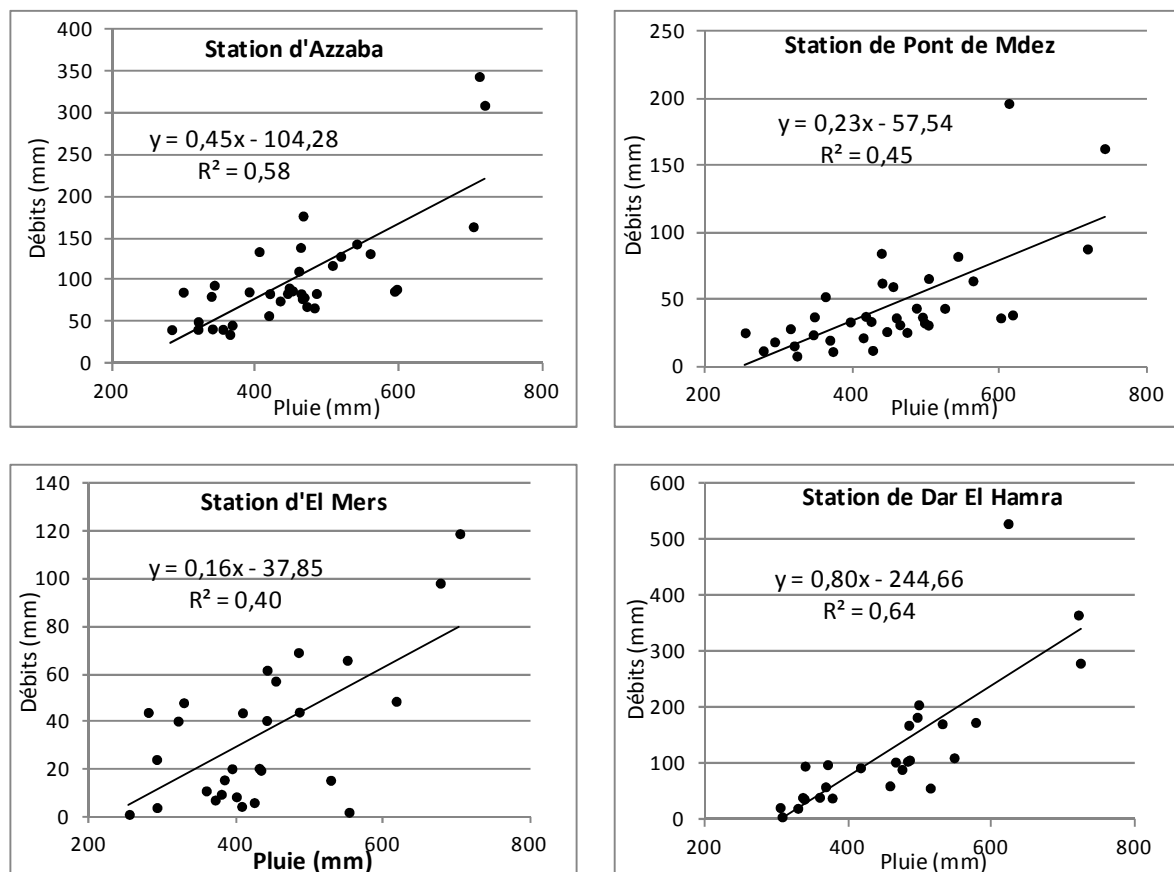 Station d'Azzaba
400
350
300
250
200
150
100
50
0
y = 0,45x - 104,28
R² = 0,58
200 400 600 800
Débits (mm)
Pluie (mm)
Station de Pont de Mdez
250
200
150
100
50
0
y = 0,23x - 57,54
R² = 0,45
200 400 600 800
Débits (mm)
Pluie (mm)
Station d'El Mers
140
120
100
80
60
40
20
0
y = 0,16x - 37,85
R² = 0,40
200 400 600 800
Débits (mm)
Pluie (mm)
Station de Dar El Hamra
600
500
400
300
200
100
0
y = 0,80x - 244,66
R² = 0,64
200 400 600 800
Débits (mm)
Pluie (mm)